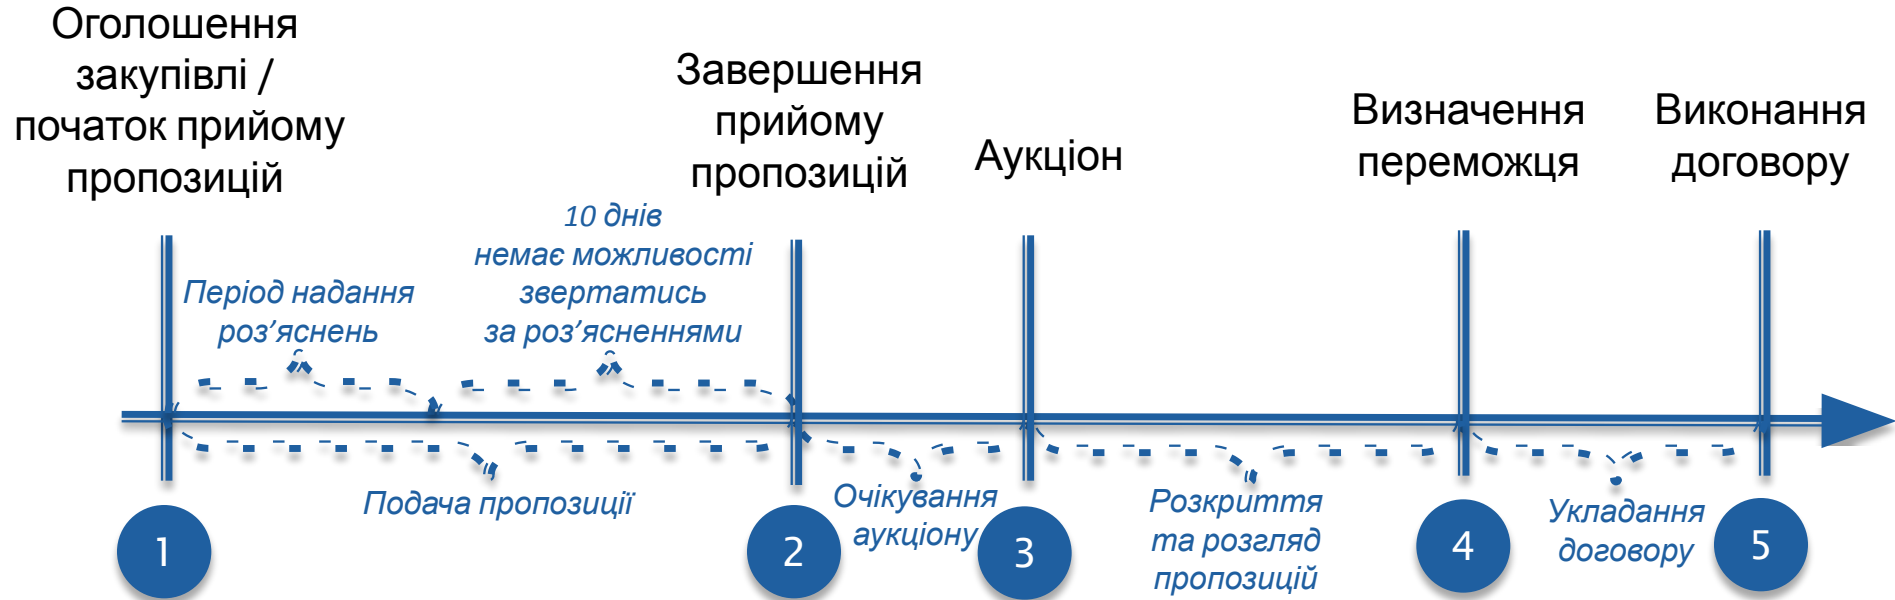 Оголошення
закупівлі /
початок прийому
пропозицій
Завершення
прийому
пропозицій
Аукціон
Визначення
переможця
Виконання
договору
Період надання
роз’яснень
10 днів
немає можливості
звертатись
за роз’ясненнями
Подача пропозиції
Очікування
аукціону
Розкриття
та розгляд
пропозицій
Укладання
договору
1
2
3
4
5